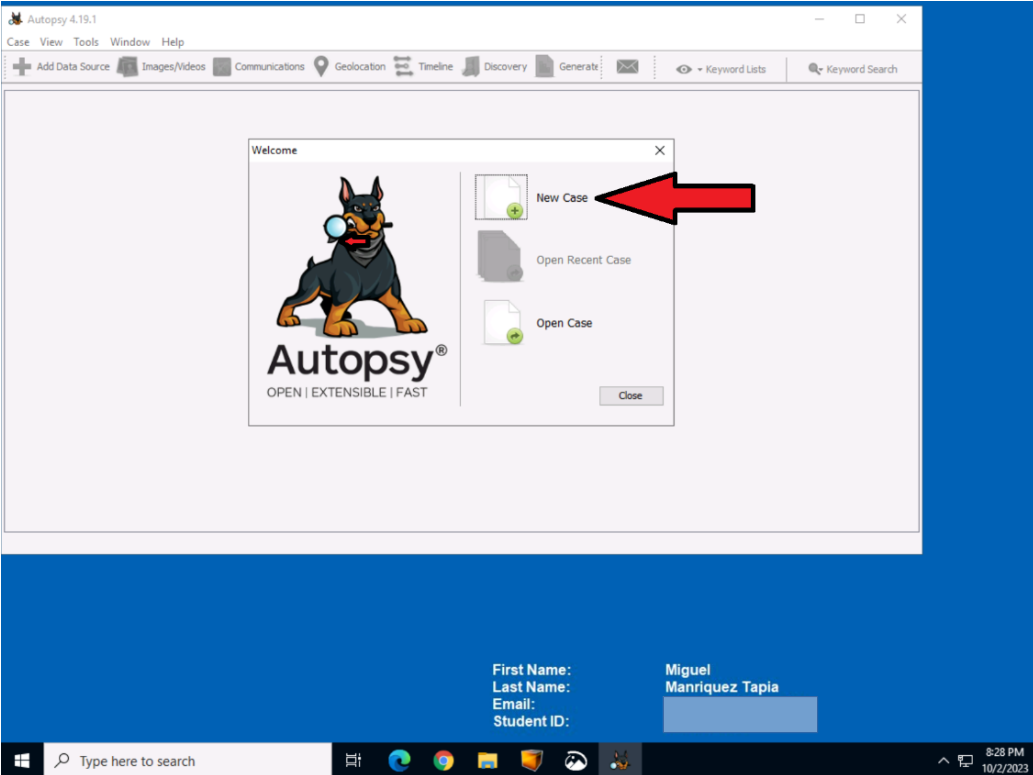 Autopsy 4.19.1
Case View Tools Window Help
Add Data Source Images/Videos Communications Geolocation Timeline Discovery Generate Keyword Lists Keyword Search
Welcome
New Case
Open Recent Case
Open Case
Autopsy®
OPEN | EXTENSIBLE | FAST
Close
First Name: Miguel
Last Name: Manriquez Tapia
Email:
Student ID:
Type here to search
8:28 PM
10/2/2023